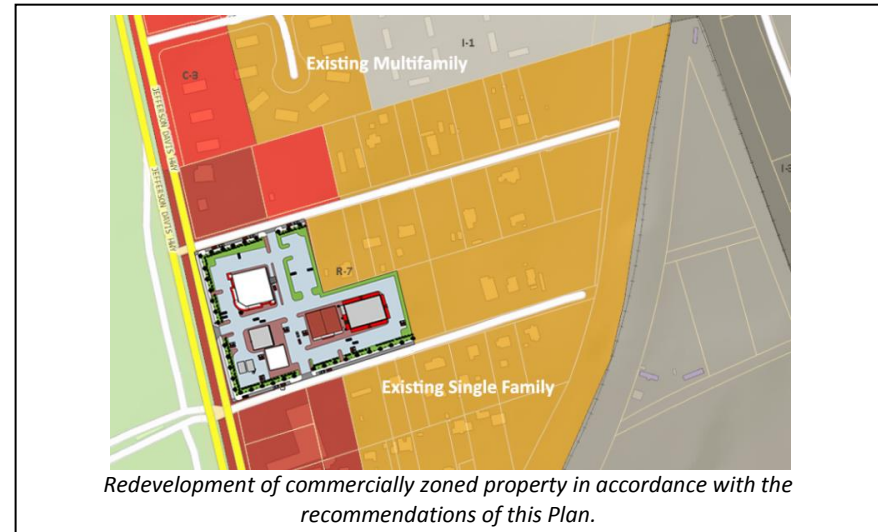 I-1
Existing Multifamily
C-3
JEFFERSON DAVIS HWY
JEFFERSON DAVIS HWY
R-7
Existing Single Family
Redevelopment of commercially zoned property in accordance with the
recommendations of this Plan.